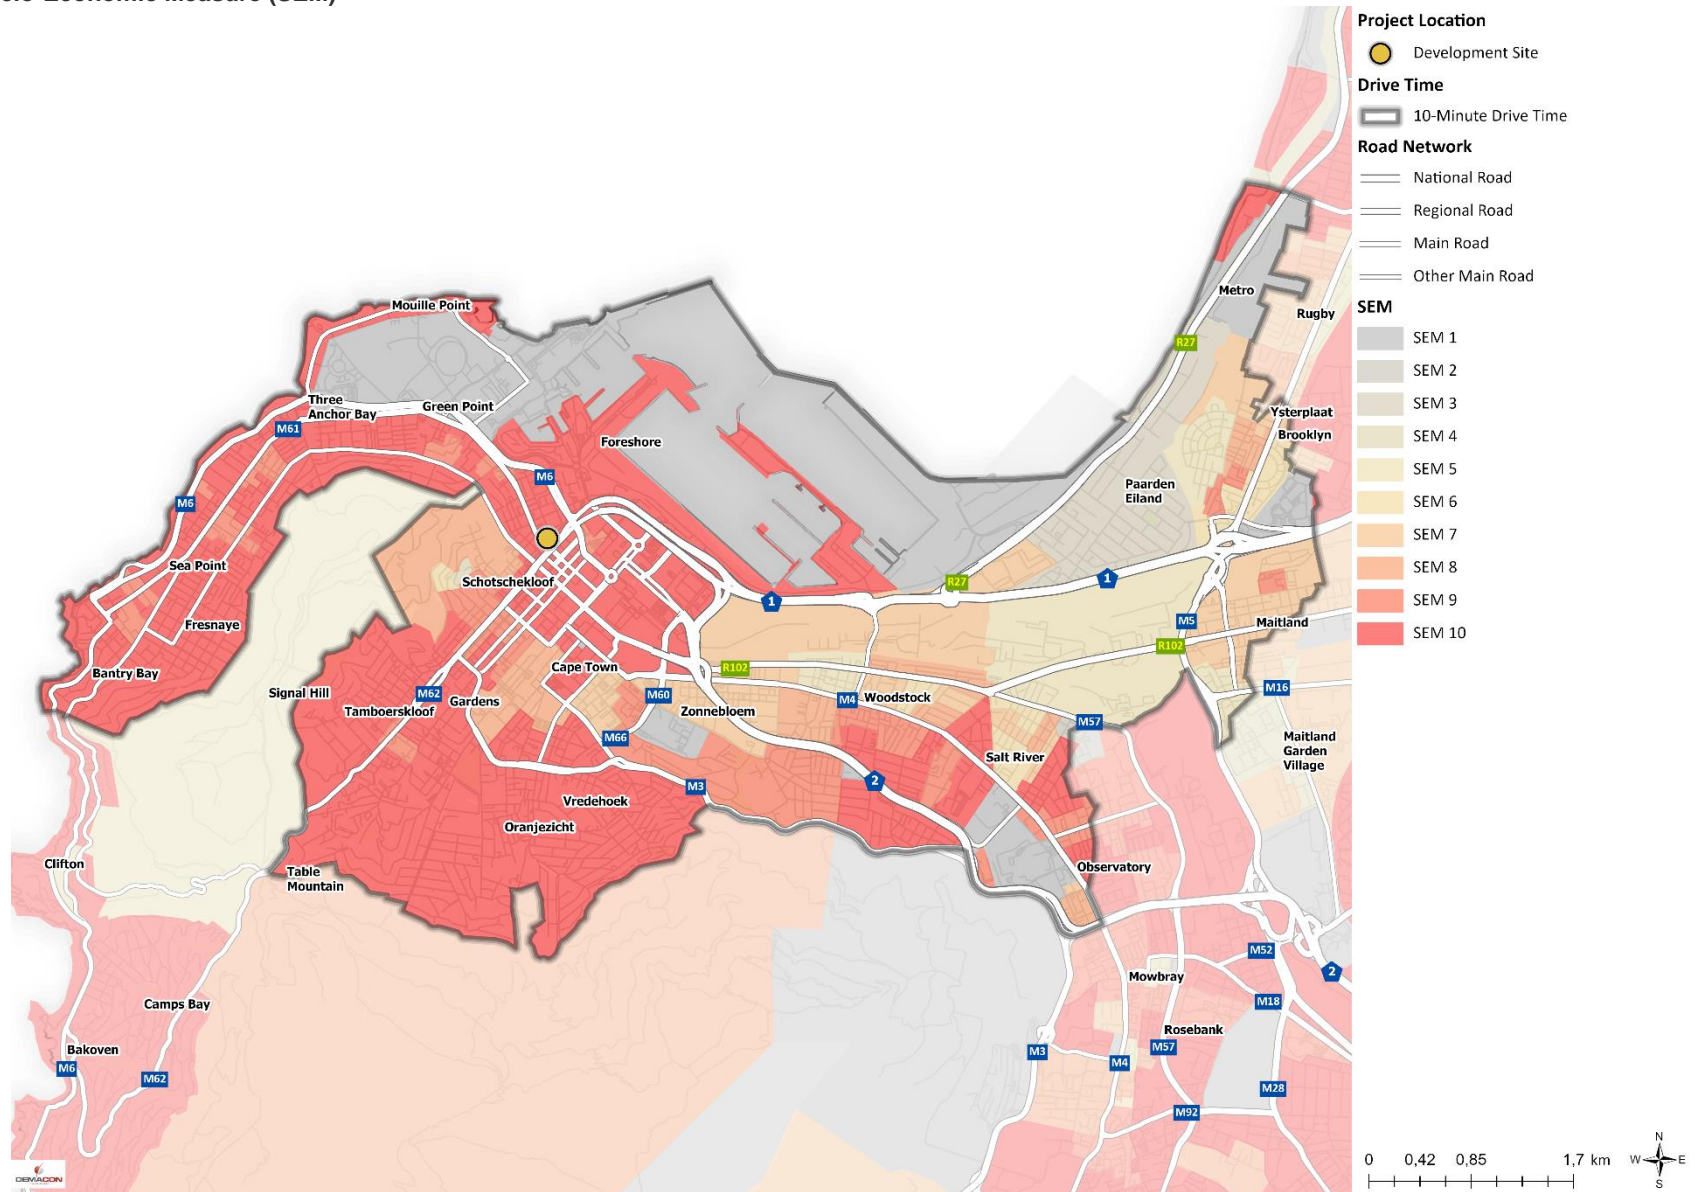 Project Location
Development Site
Drive Time
10-Minute Drive Time
Road Network
National Road
Regional Road
Main Road
Other Main Road
SEM
SEM 1
SEM 2
SEM 3
SEM 4
SEM 5
SEM 6
SEM 7
SEM 8
SEM 9
SEM 10
Metro
Mouille Point
Rugby
R27
Three
Anchor Bay
Green Point
M61
Foreshore
Ysterplaat
Brooklyn
M6
M6
Paarden
Eiland
Sea Point
Schotschekloof
R27
1
1
Fresnaye
M5
Maitland
R102
Bantry Bay
Cape Town
R102
Signal Hill
M62
Gardens
Tamboerskloof
M60
Zonnebloem
M4
Woodstock
M16
M57
M66
Maitland
Garden
Village
Salt River
M3
2
Vredehoek
Oranjezicht
Clifton
Table
Mountain
Observatory
M52
2
Mowbray
M18
Camps Bay
Rosebank
Bakoven
M6
M62
M3
M57
M4
M28
M92
DEMACON
0 0,42 0,85 1,7 km
N
W E
S